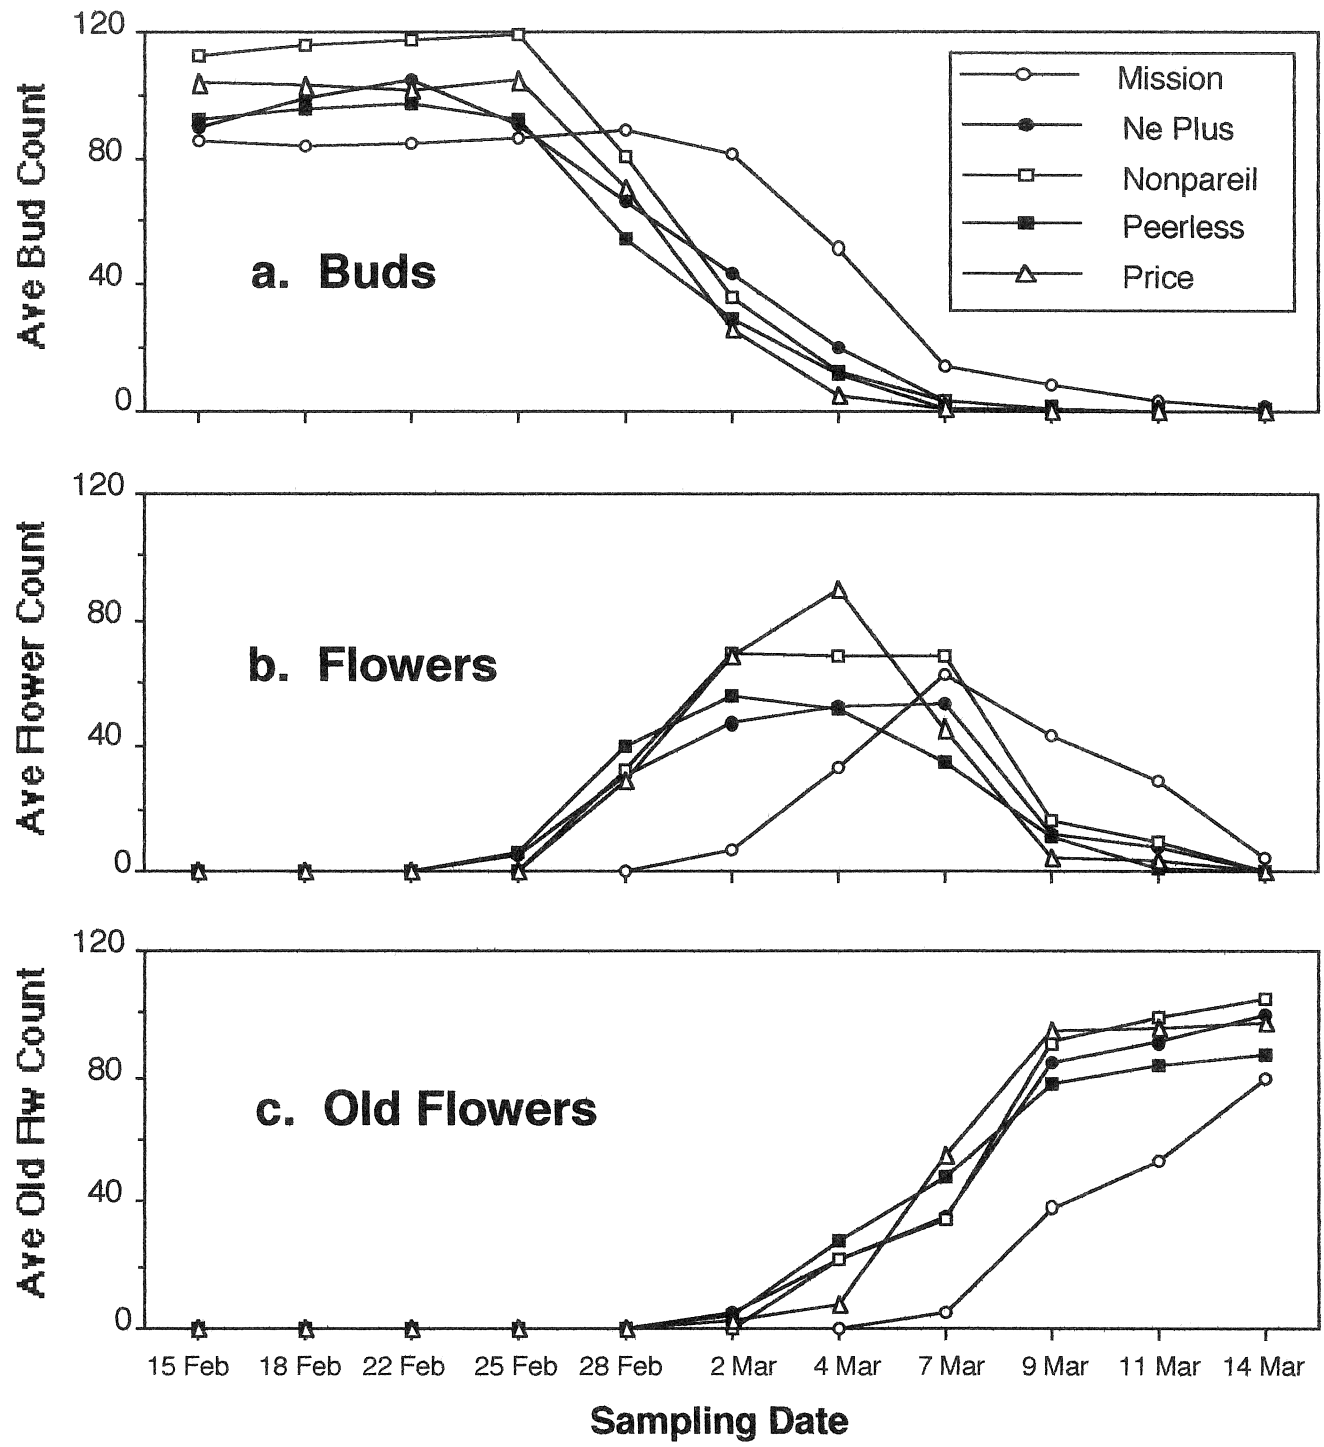 120
80
40
0
Ave Bud Count
a. Buds
Mission
Ne Plus
Nonpareil
Peerless
Price
120
80
40
0
Ave Flower Count
b. Flowers
120
80
40
0
Ave Old Flw Count
c. Old Flowers
15 Feb 18 Feb 22 Feb 25 Feb 28 Feb 2 Mar 4 Mar 7 Mar 9 Mar 11 Mar 14 Mar
Sampling Date